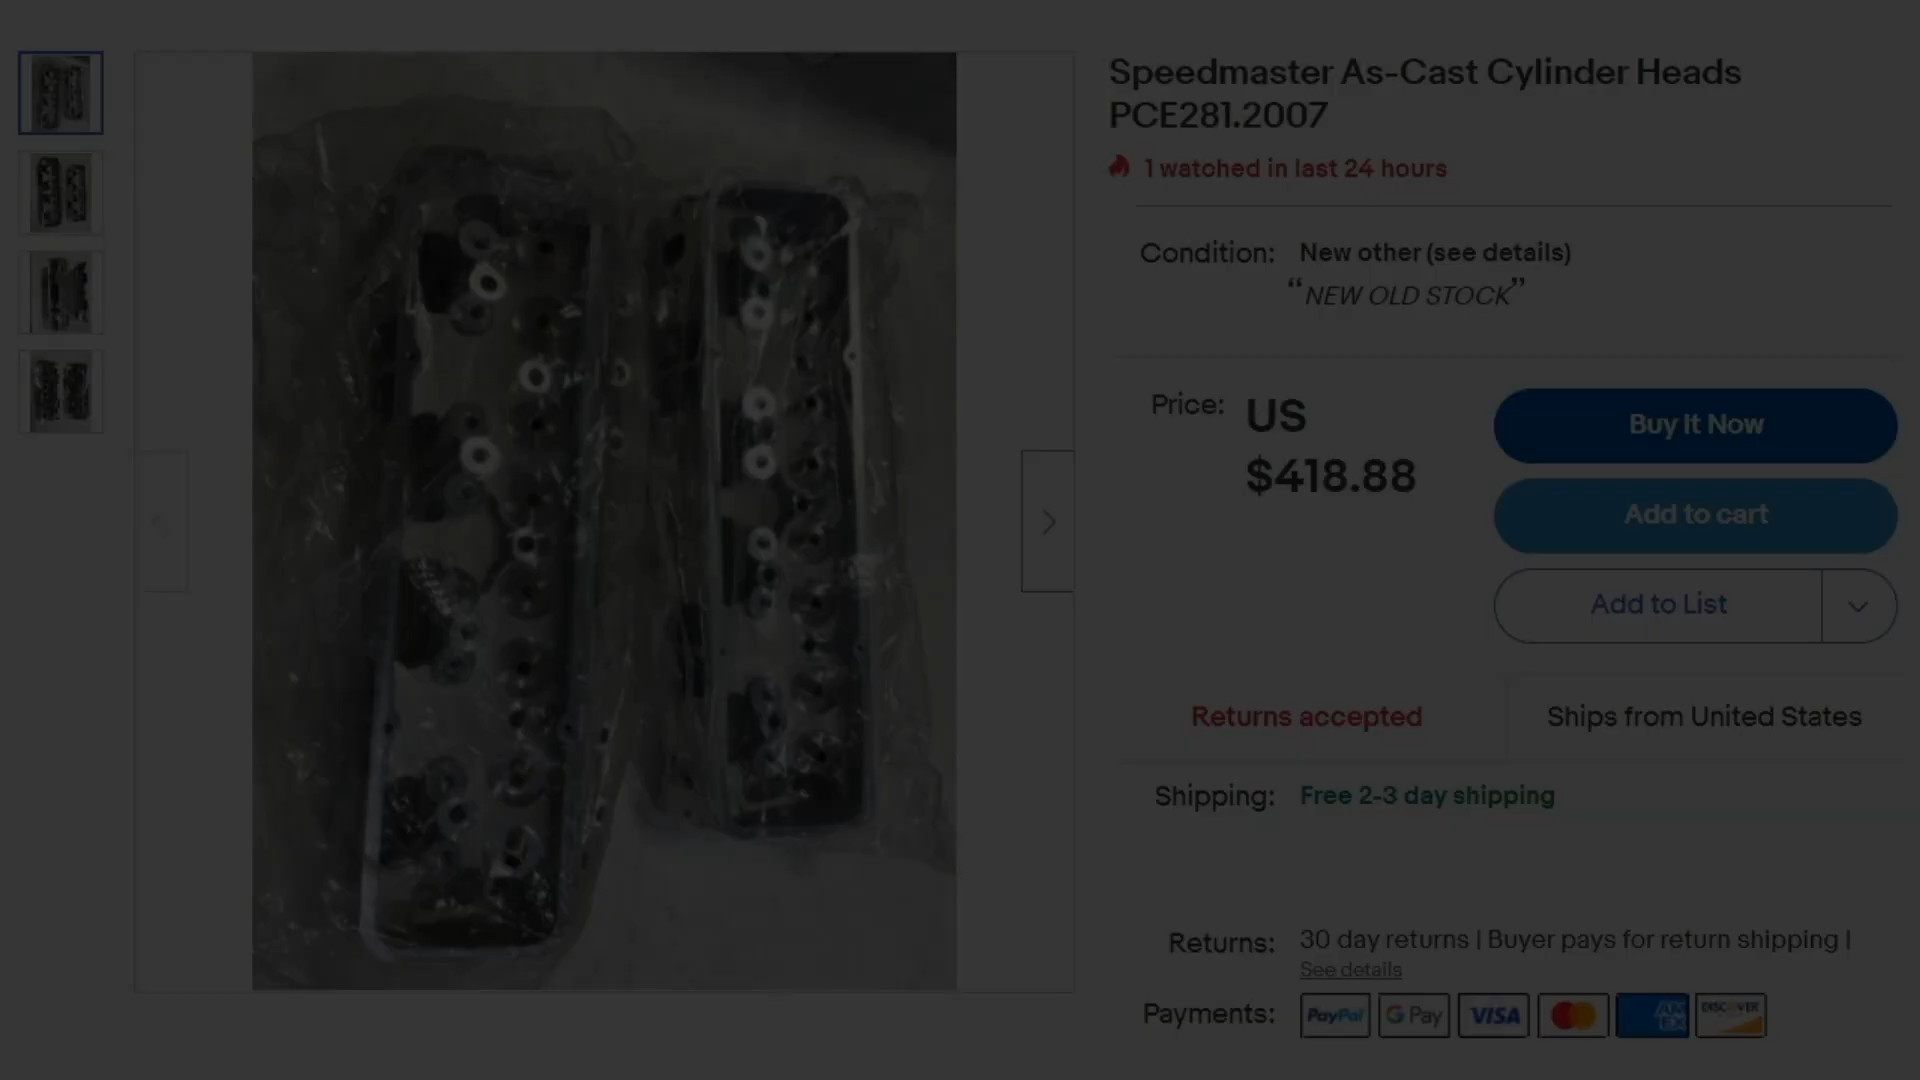 Speedmaster As-Cast Cylinder Heads
PCE281.2007
1 watched in last 24 hours
Condition: New other (see details)
“NEW OLD STOCK”
Price: US
$418.88
Buy It Now
Add to cart
Add to List
Returns accepted
Ships from United States
Shipping: Free 2-3 day shipping
Returns: 30 day returns | Buyer pays for return shipping |
See details
Payments: PayPal G Pay VISA AM EX DISCOVER